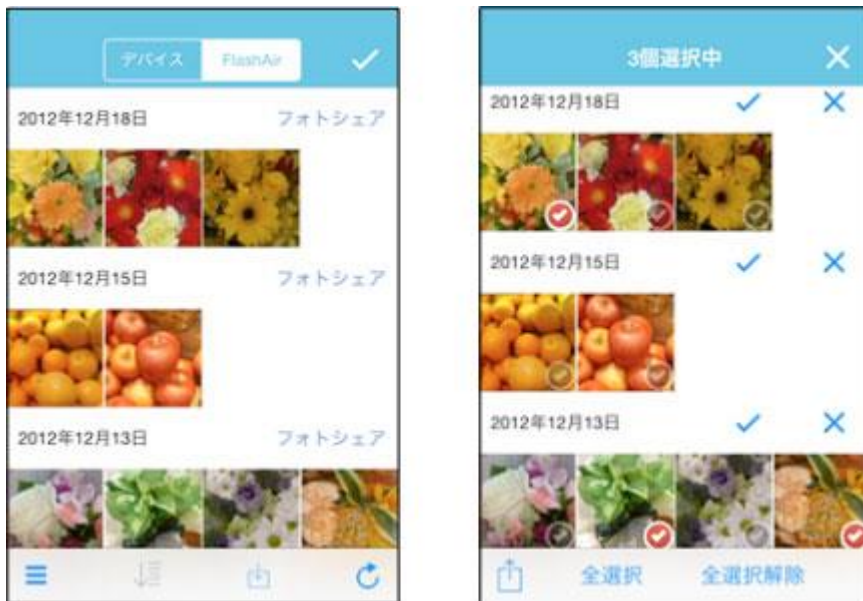 デバイス FlashAir
2012年12月18日 フォトシェア
2012年12月15日 フォトシェア
2012年12月13日 フォトシェア
3個選択中
2012年12月18日
2012年12月15日
2012年12月13日
全選択 全選択解除